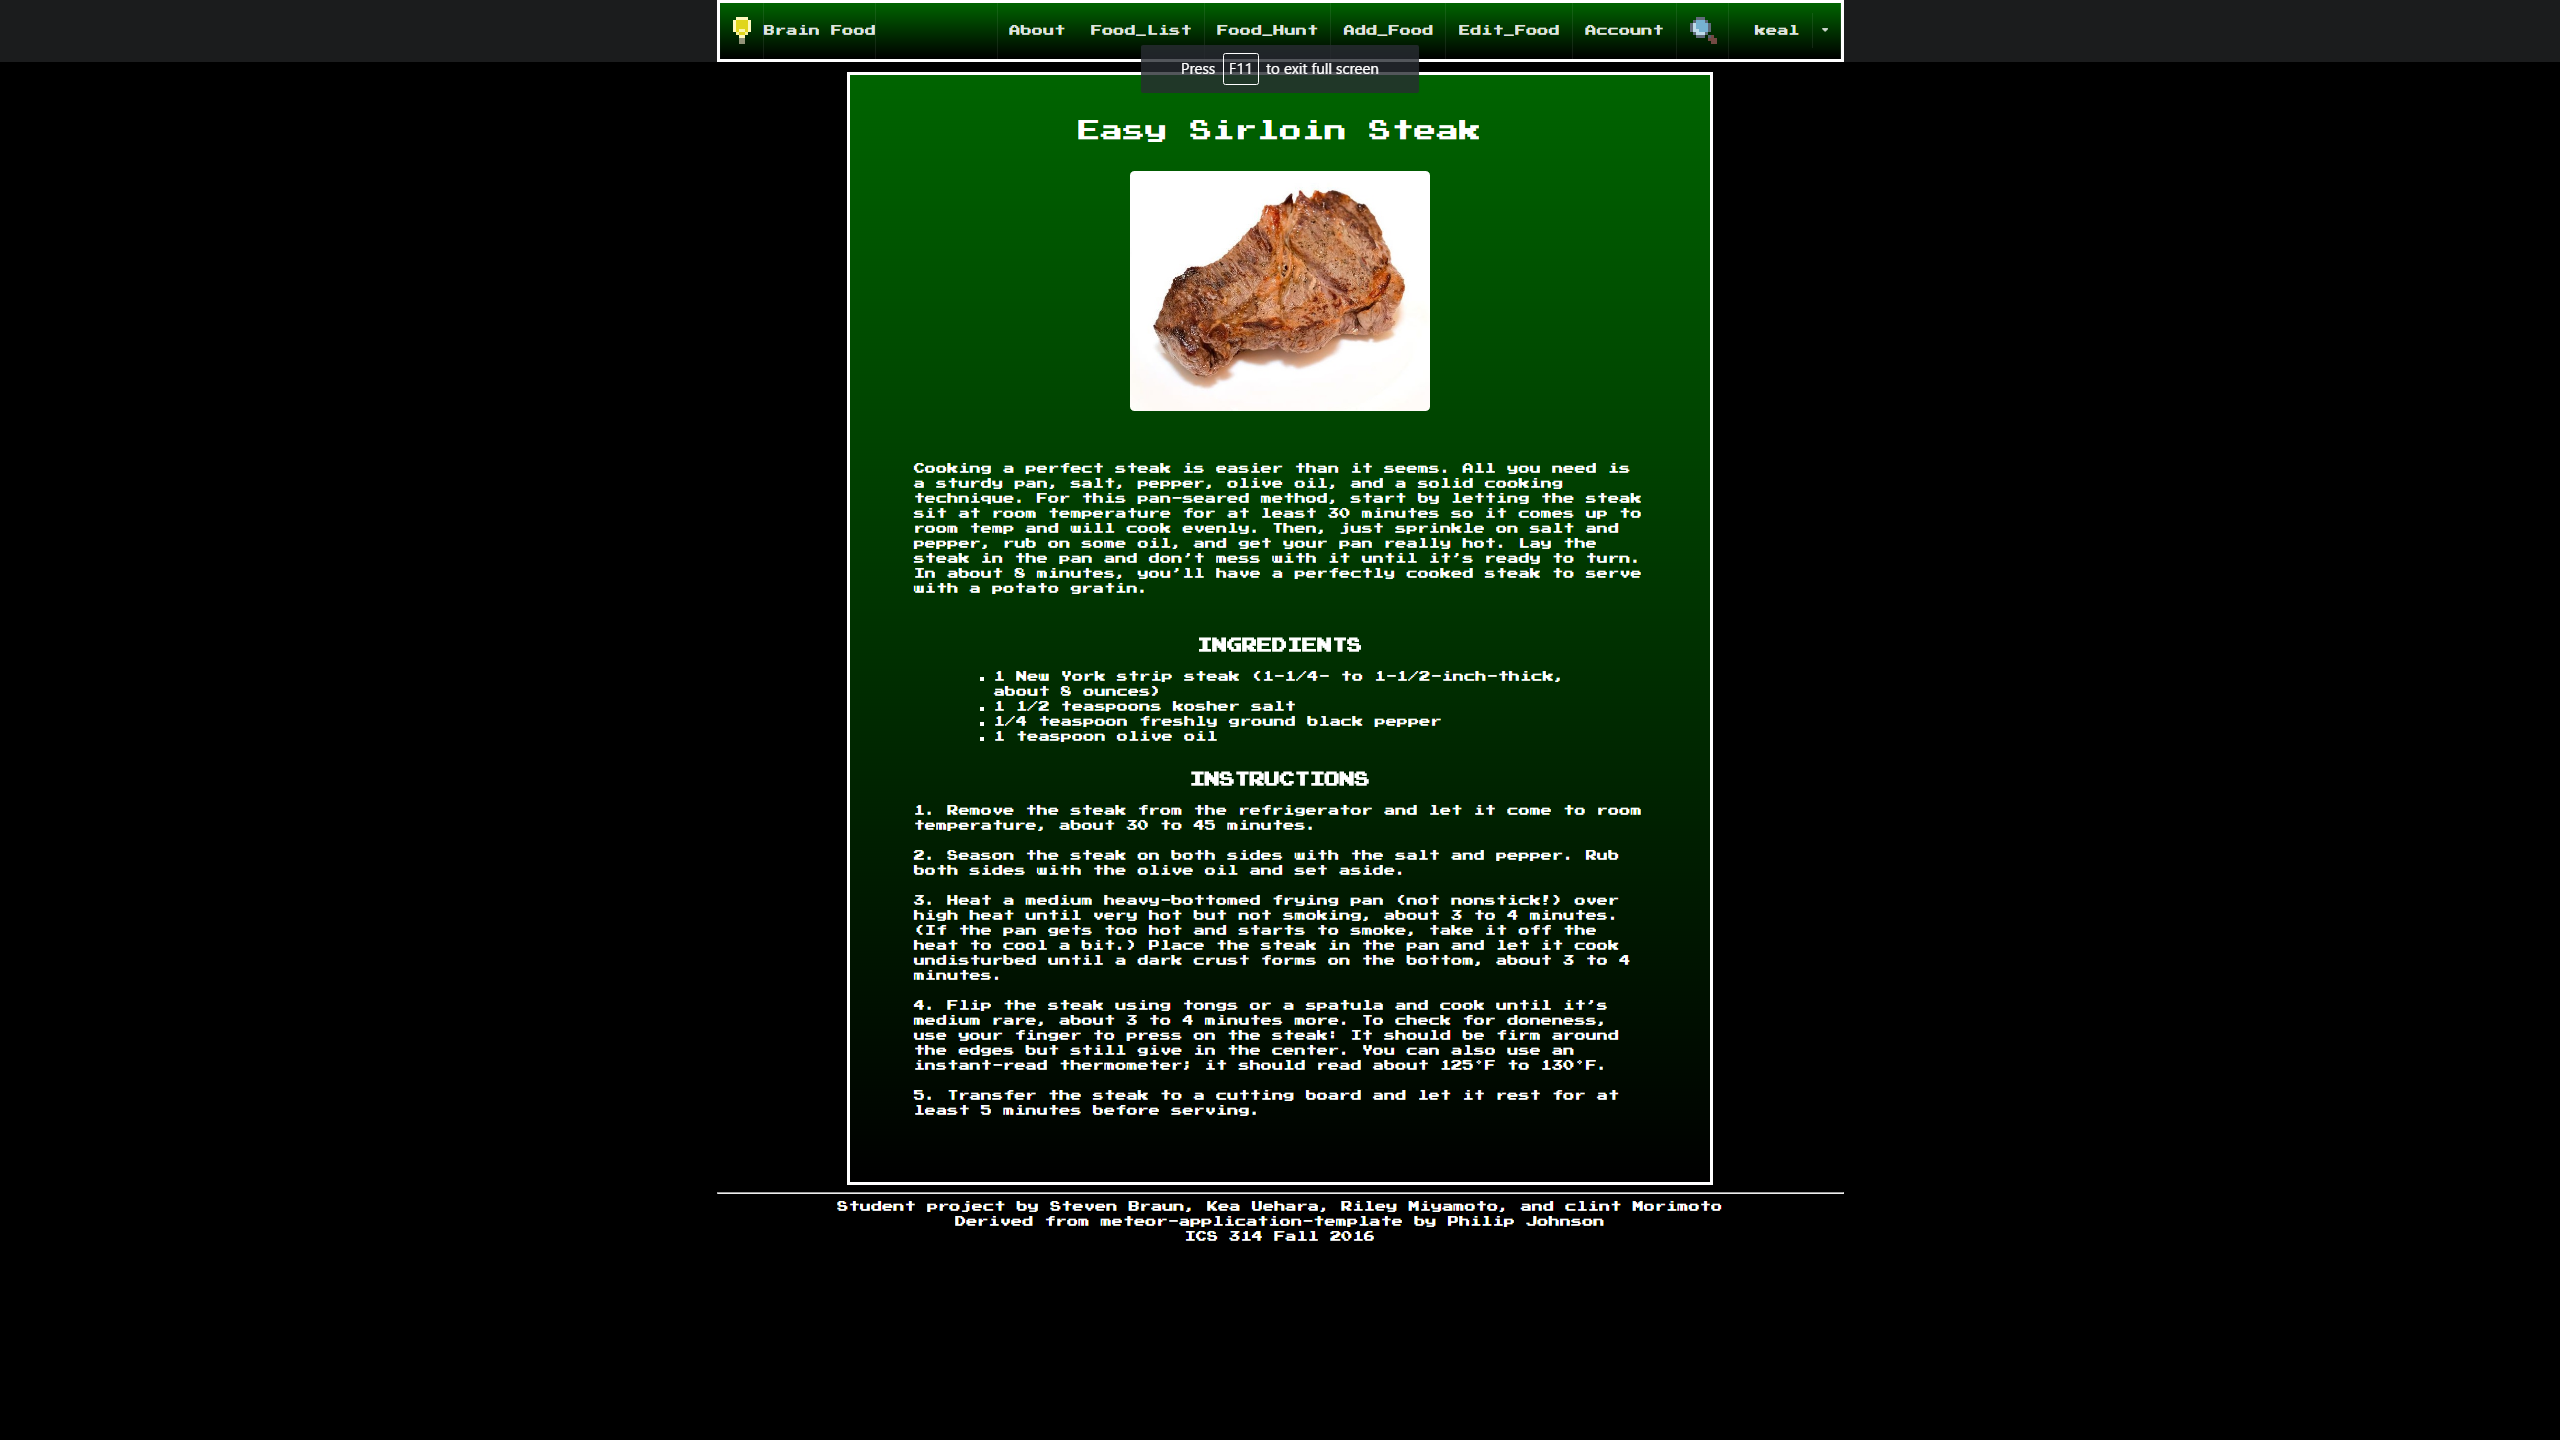 Brain Food About Food_List Food_Hunt Add_Food Edit_Food Account keal
Press F11 to exit full screen
Easy Sirloin Steak
Cooking a perfect steak is easier than it seems. All you need is
a sturdy pan, salt, pepper, olive oil, and a solid cooking
technique. For this pan-seared method, start by letting the steak
sit at room temperature for at least 30 minutes so it comes up to
room temp and will cook evenly. Then, just sprinkle on salt and
pepper, rub on some oil, and get your pan really hot. Lay the
steak in the pan and don't mess with it until it's ready to turn.
In about 8 minutes, you'll have a perfectly cooked steak to serve
with a potato gratin.
INGREDIENTS
. 1 New York strip steak (1-1/4- to 1-1/2-inch-thick,
about 8 ounces)
. 1 1/2 teaspoons kosher salt
. 1/4 teaspoon freshly ground black pepper
. 1 teaspoon olive oil
INSTRUCTIONS
1. Remove the steak from the refrigerator and let it come to room
temperature, about 30 to 45 minutes.
2. Season the steak on both sides with the salt and pepper. Rub
both sides with the olive oil and set aside.
3. Heat a medium heavy-bottomed frying pan (not nonstick!) over
high heat until very hot but not smoking, about 3 to 4 minutes.
(If the pan gets too hot and starts to smoke, take it off the
heat to cool a bit.) Place the steak in the pan and let it cook
undisturbed until a dark crust forms on the bottom, about 3 to 4
minutes.
4. Flip the steak using tongs or a spatula and cook until it's
medium rare, about 3 to 4 minutes more. To check for doneness,
use your finger to press on the steak: It should be firm around
the edges but still give in the center. You can also use an
instant-read thermometer; it should read about 125°F to 130°F.
5. Transfer the steak to a cutting board and let it rest for at
least 5 minutes before serving.
Student project by Steven Braun, Kea Uehara, Riley Miyamoto, and clint Morimoto
Derived from meteor-application-template by Philip Johnson
ICS 314 Fall 2016